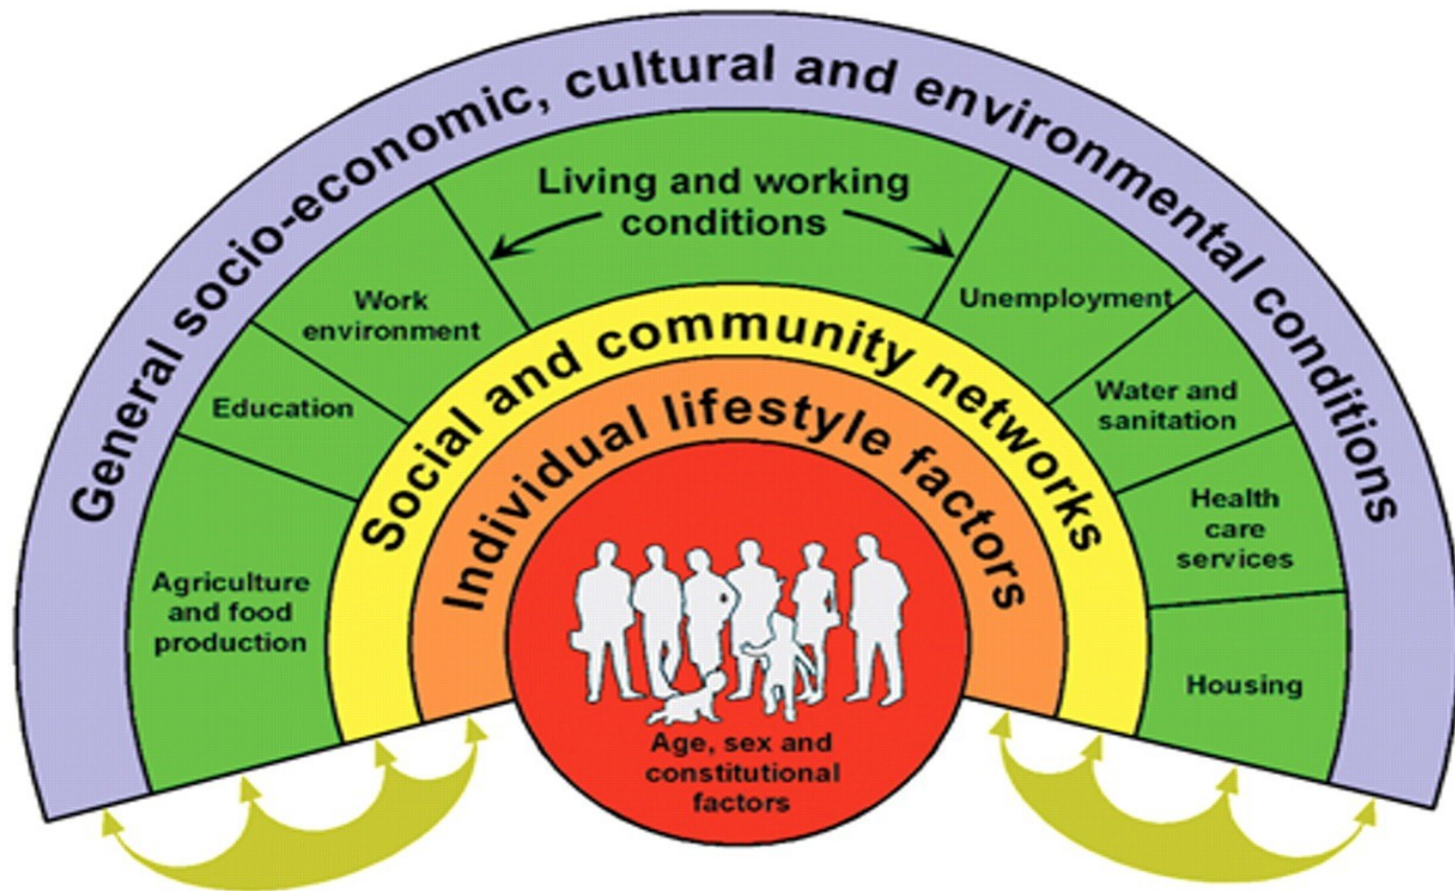 General socio-economic, cultural and environmental conditions
Living and working
conditions
Work
environment
Unemployment
Education
Water and
sanitation
Agriculture
and food
production
Health
care
services
Housing
Social and community networks
Individual lifestyle factors
Age, sex and
constitutional
factors